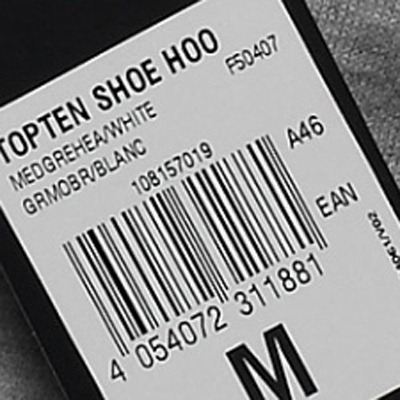 TOPTEN SHOE HOO
F50407
MEDGREHEA/WHITE
GRMOBR/BLANC
108157019
A46
EAN
4 054072 311881
M